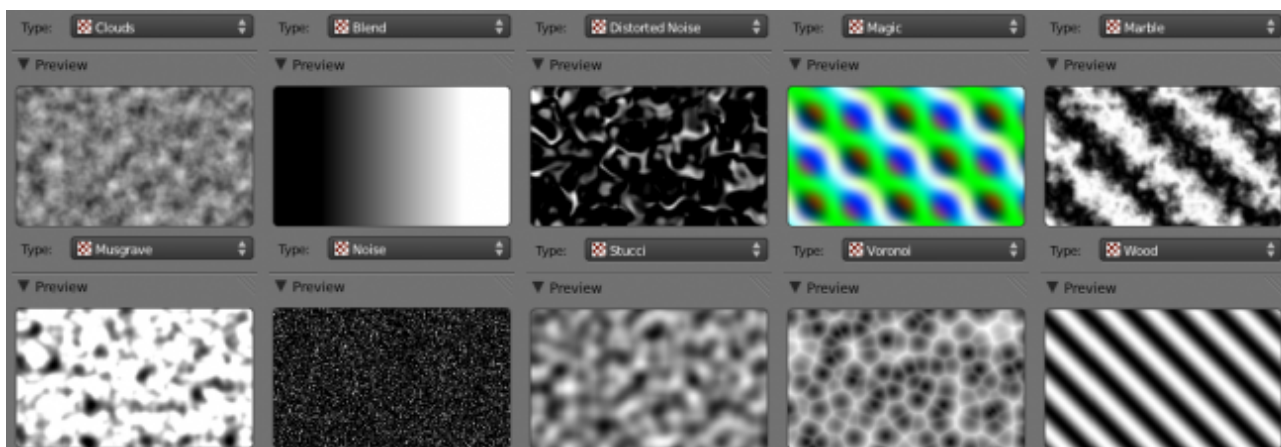 Type: Clouds Type: Blend Type: Distorted Noise Type: Magic Type: Marble
Preview Preview Preview Preview Preview
Type: Musgrave Type: Noise Type: Stucci Type: Voronoi Type: Wood
Preview Preview Preview Preview Preview